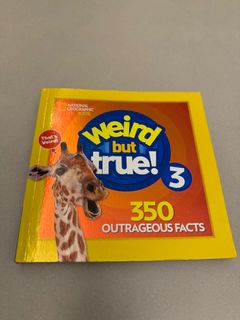 NATIONAL GEOGRAPHIC
KIDS
That's
Weird!
weird
but
true!
3
350
OUTRAGEOUS FACTS